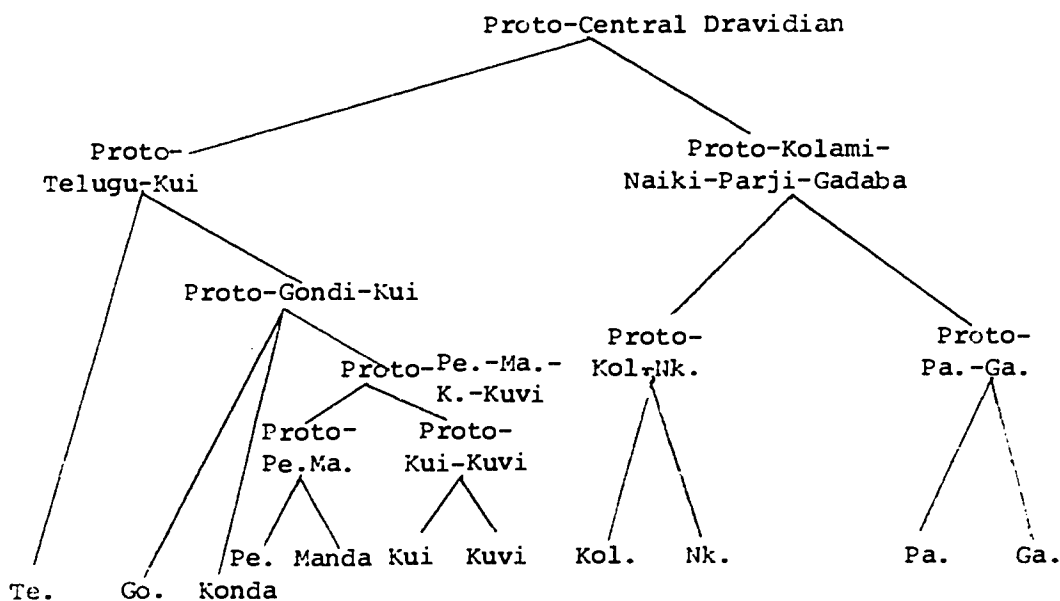 Proto-Central Dravidian
Proto-
Telugu-Kui
Proto-Kolami-
Naiki-Parji-Gadaba
Proto-Gondi-Kui
Proto-Pe.-Ma.-
K.-Kuvi
Proto-
Kol-Nk.
Proto-
Pa.-Ga.
Proto-
Pe.Ma.
Proto-
Kui-Kuvi
Te. Go. Konda Pe. Manda Kui Kuvi Kol. Nk. Pa. Ga.